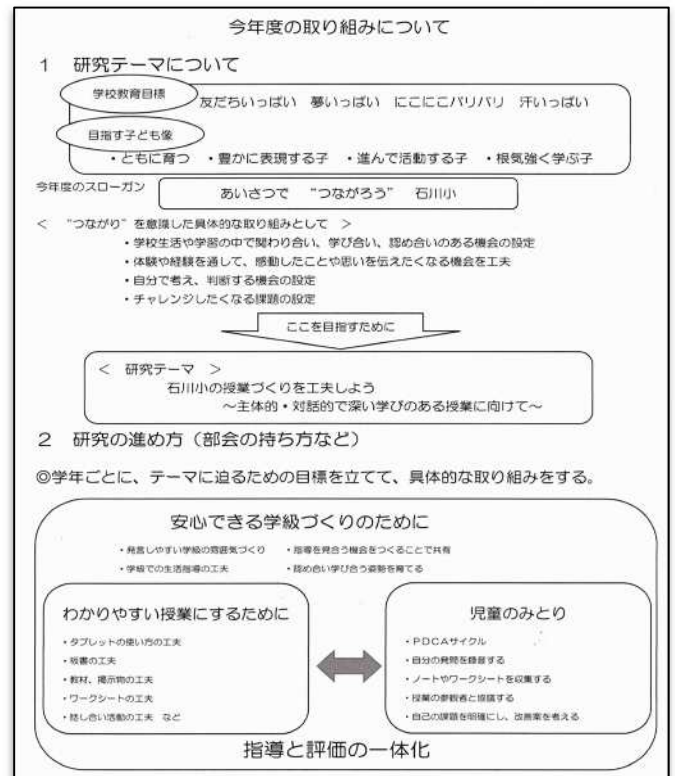 今年度の取り組みについて
1 研究テーマについて
学校教育目標
友だちいっぱい 夢いっぱい にこにこバリバリ 汗いっぱい
目指す子ども像
・ともに育つ ・豊かに表現する子 ・進んで活動する子 ・根気強く学ぶ子
今年度のスローガン あいさつで “つながろう” 石川小
< “つながり”を意識した具体的な取り組みとして >
・学校生活や学習の中で関わり合い、学び合い、認め合いのある機会の設定
・体験や経験を通して、感動したことや思いを伝えたくなる機会を工夫
・自分で考え、判断する機会の設定
・チャレンジしたくなる課題の設定
ここを目指すために
< 研究テーマ >
石川小の授業づくりを工夫しよう
～主体的・対話的で深い学びのある授業に向けて～
2 研究の進め方(部会の持ち方など)
◎学年ごとに、テーマに迫るための目標を立てて、具体的な取り組みをする。
安心できる学級づくりのために
・発言しやすい学級の雰囲気づくり ・指導を見合う機会をつくることで共有
・学級での生活指導の工夫 ・認め合い学び合う姿勢を育てる
わかりやすい授業にするために
・タブレットの使い方の工夫
・板書の工夫
・教材、掲示物の工夫
・ワークシートの工夫
・話し合い活動の工夫 など
児童のみとり
・PDCAサイクル
・自分の発問を録音する
・ノートやワークシートを収集する
・授業の参観者と協議する
・自己の課題を明確にし、改善案を考える
指導と評価の一体化